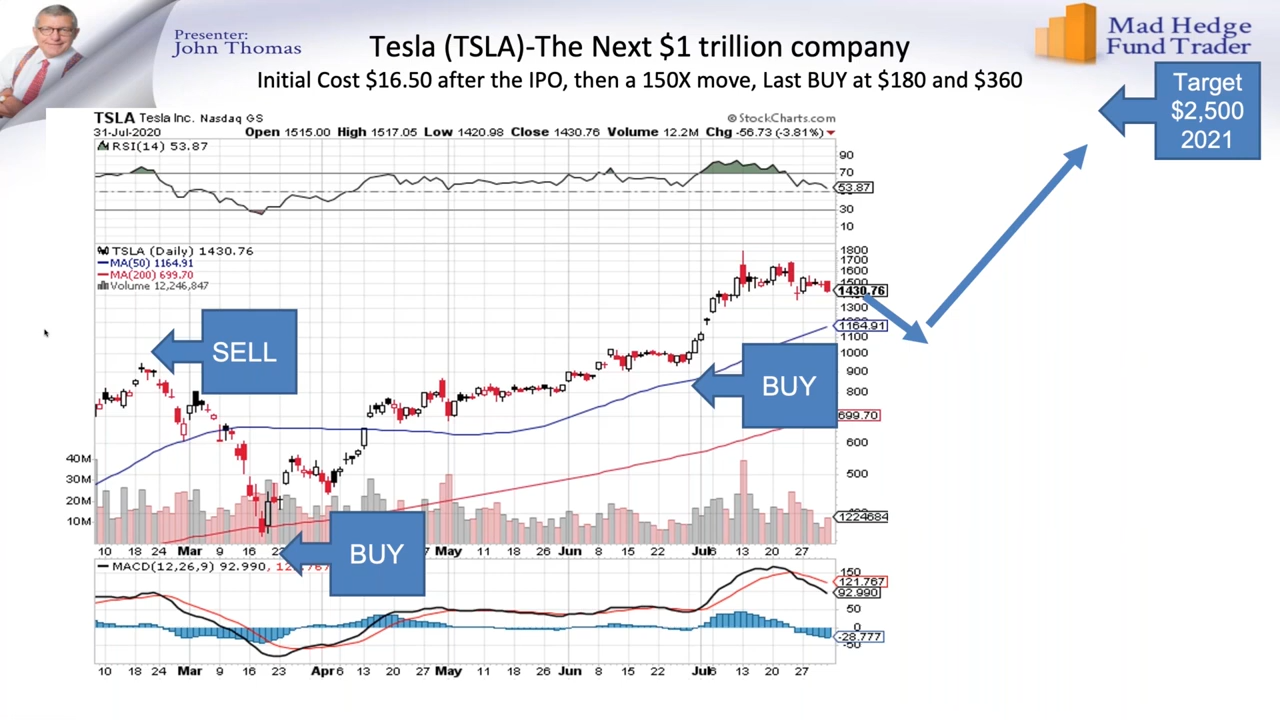 Presenter:
John Thomas
Tesla (TSLA)-The Next $1 trillion company
Initial Cost $16.50 after the IPO, then a 150X move, Last BUY at $180 and $360
Mad Hedge
Fund Trader
Target
$2,500
2021
TSLA Tesla Inc. Nasdaq GS
© StockCharts.com
31-Jul-2020 Open 1515.00 High 1517.05 Low 1420.98 Close 1430.76 Volume 12.2M Chg -56.73 (-3.81%)
RSI(14) 53.87
90
70
53.87
30
10
TSLA (Daily) 1430.76
MA(50) 1164.91
MA(200) 699.70
Volume 12,246,847
1800
1700
1600
1500
1430.76
1300
1164.91
1100
1000
900
800
699.70
600
500
1224684
SELL
BUY
BUY
40M
30M
20M
10M
10 18 24 Mar 9 16 27 May 11 18 26 Jun 8 15 22 Jul 6 13 20 27
MACD(12,26,9) 92.990,
150
121.767
92.990
50
0
-28.777
-50
10 18 24 Mar 9 16 23 Apr 6 13 20 27 May 11 18 26 Jun 8 15 22 Jul 6 13 20 27